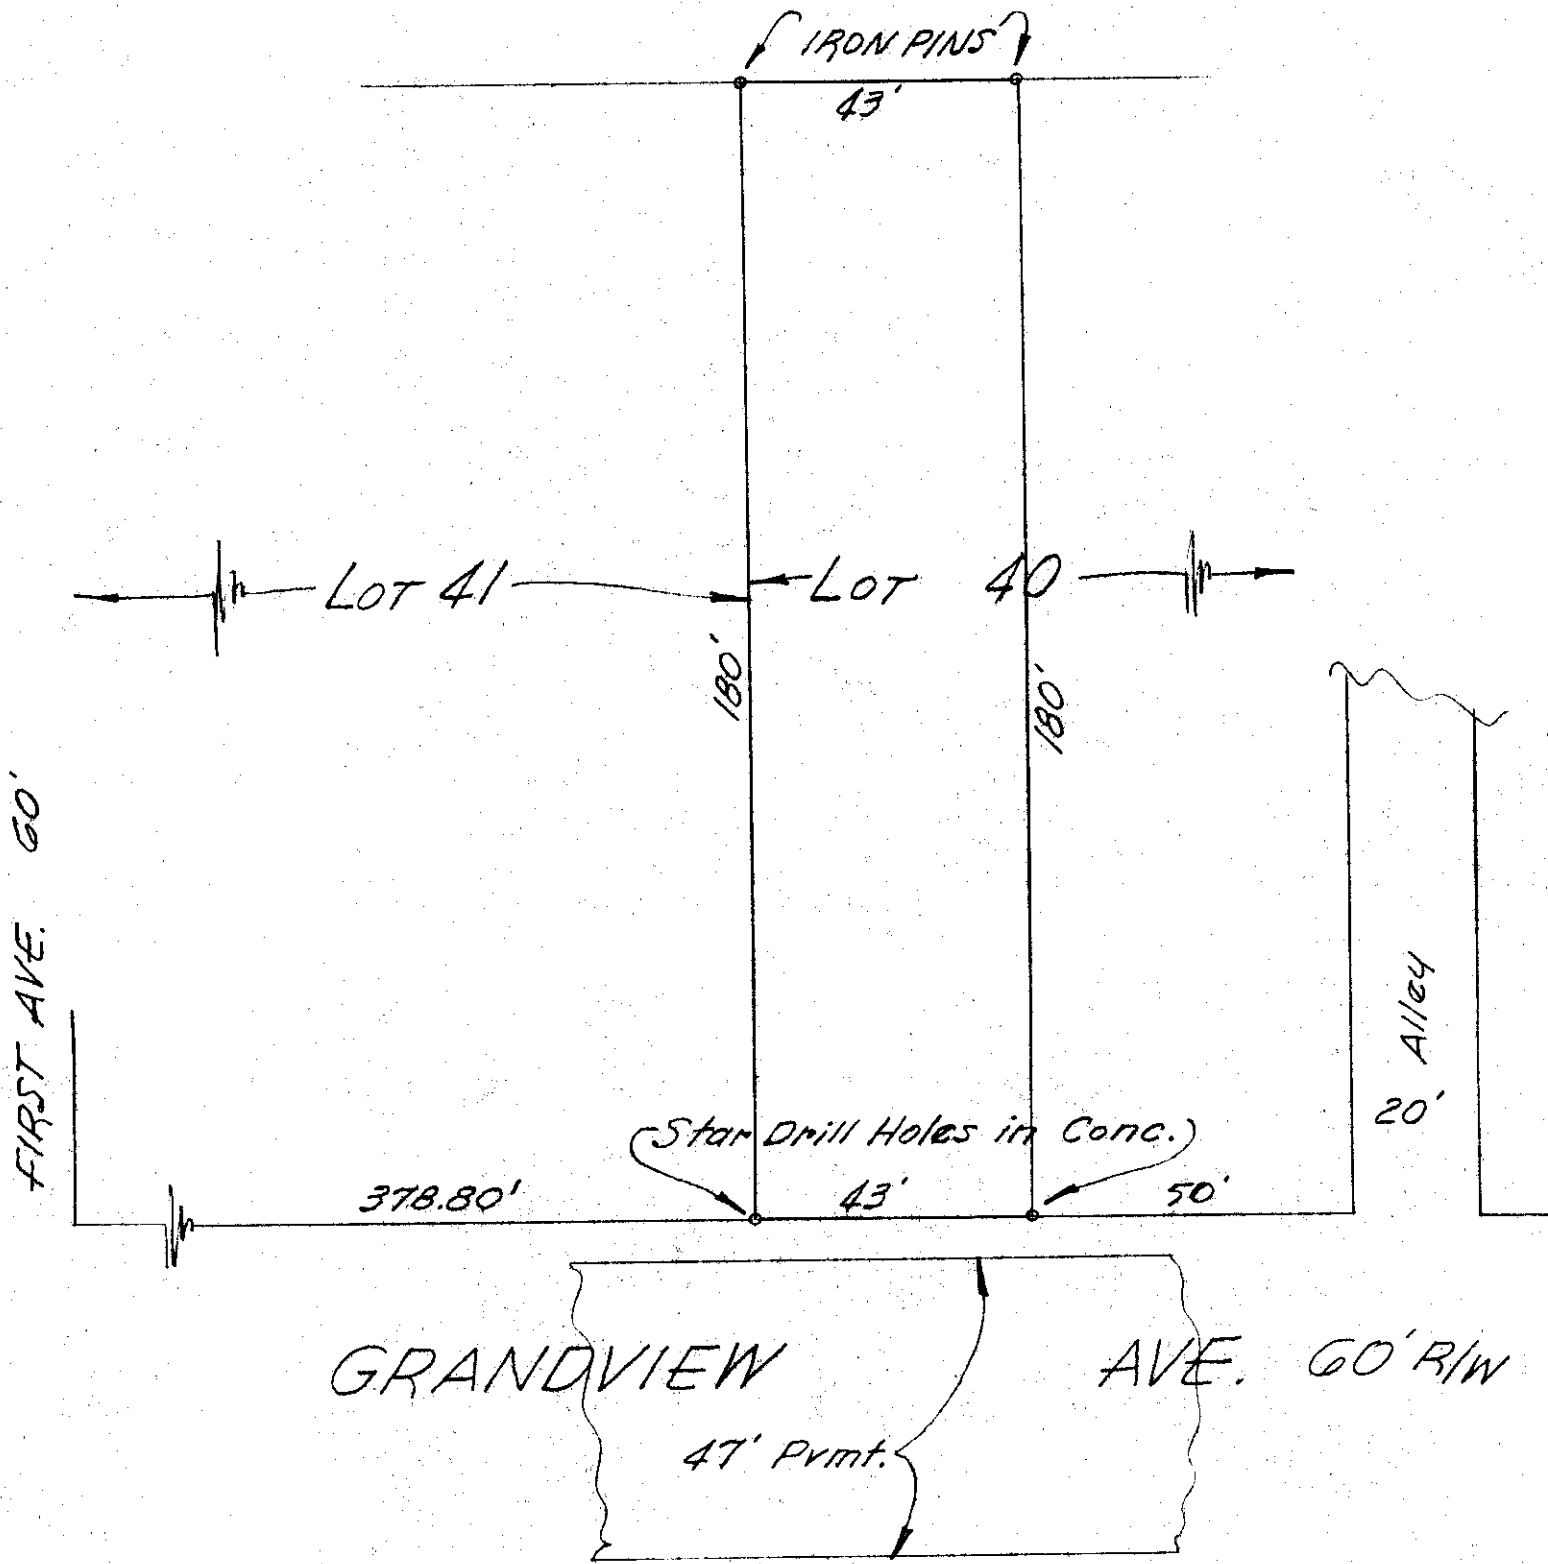 IRON PINS
43'
LOT 41
LOT 40
180'
180'
FIRST AVE. 60'
20' Alley
Star Drill Holes in Conc.
378.80'
43'
50'
GRANDVIEW AVE. 60' R/W
47' Pvmt.